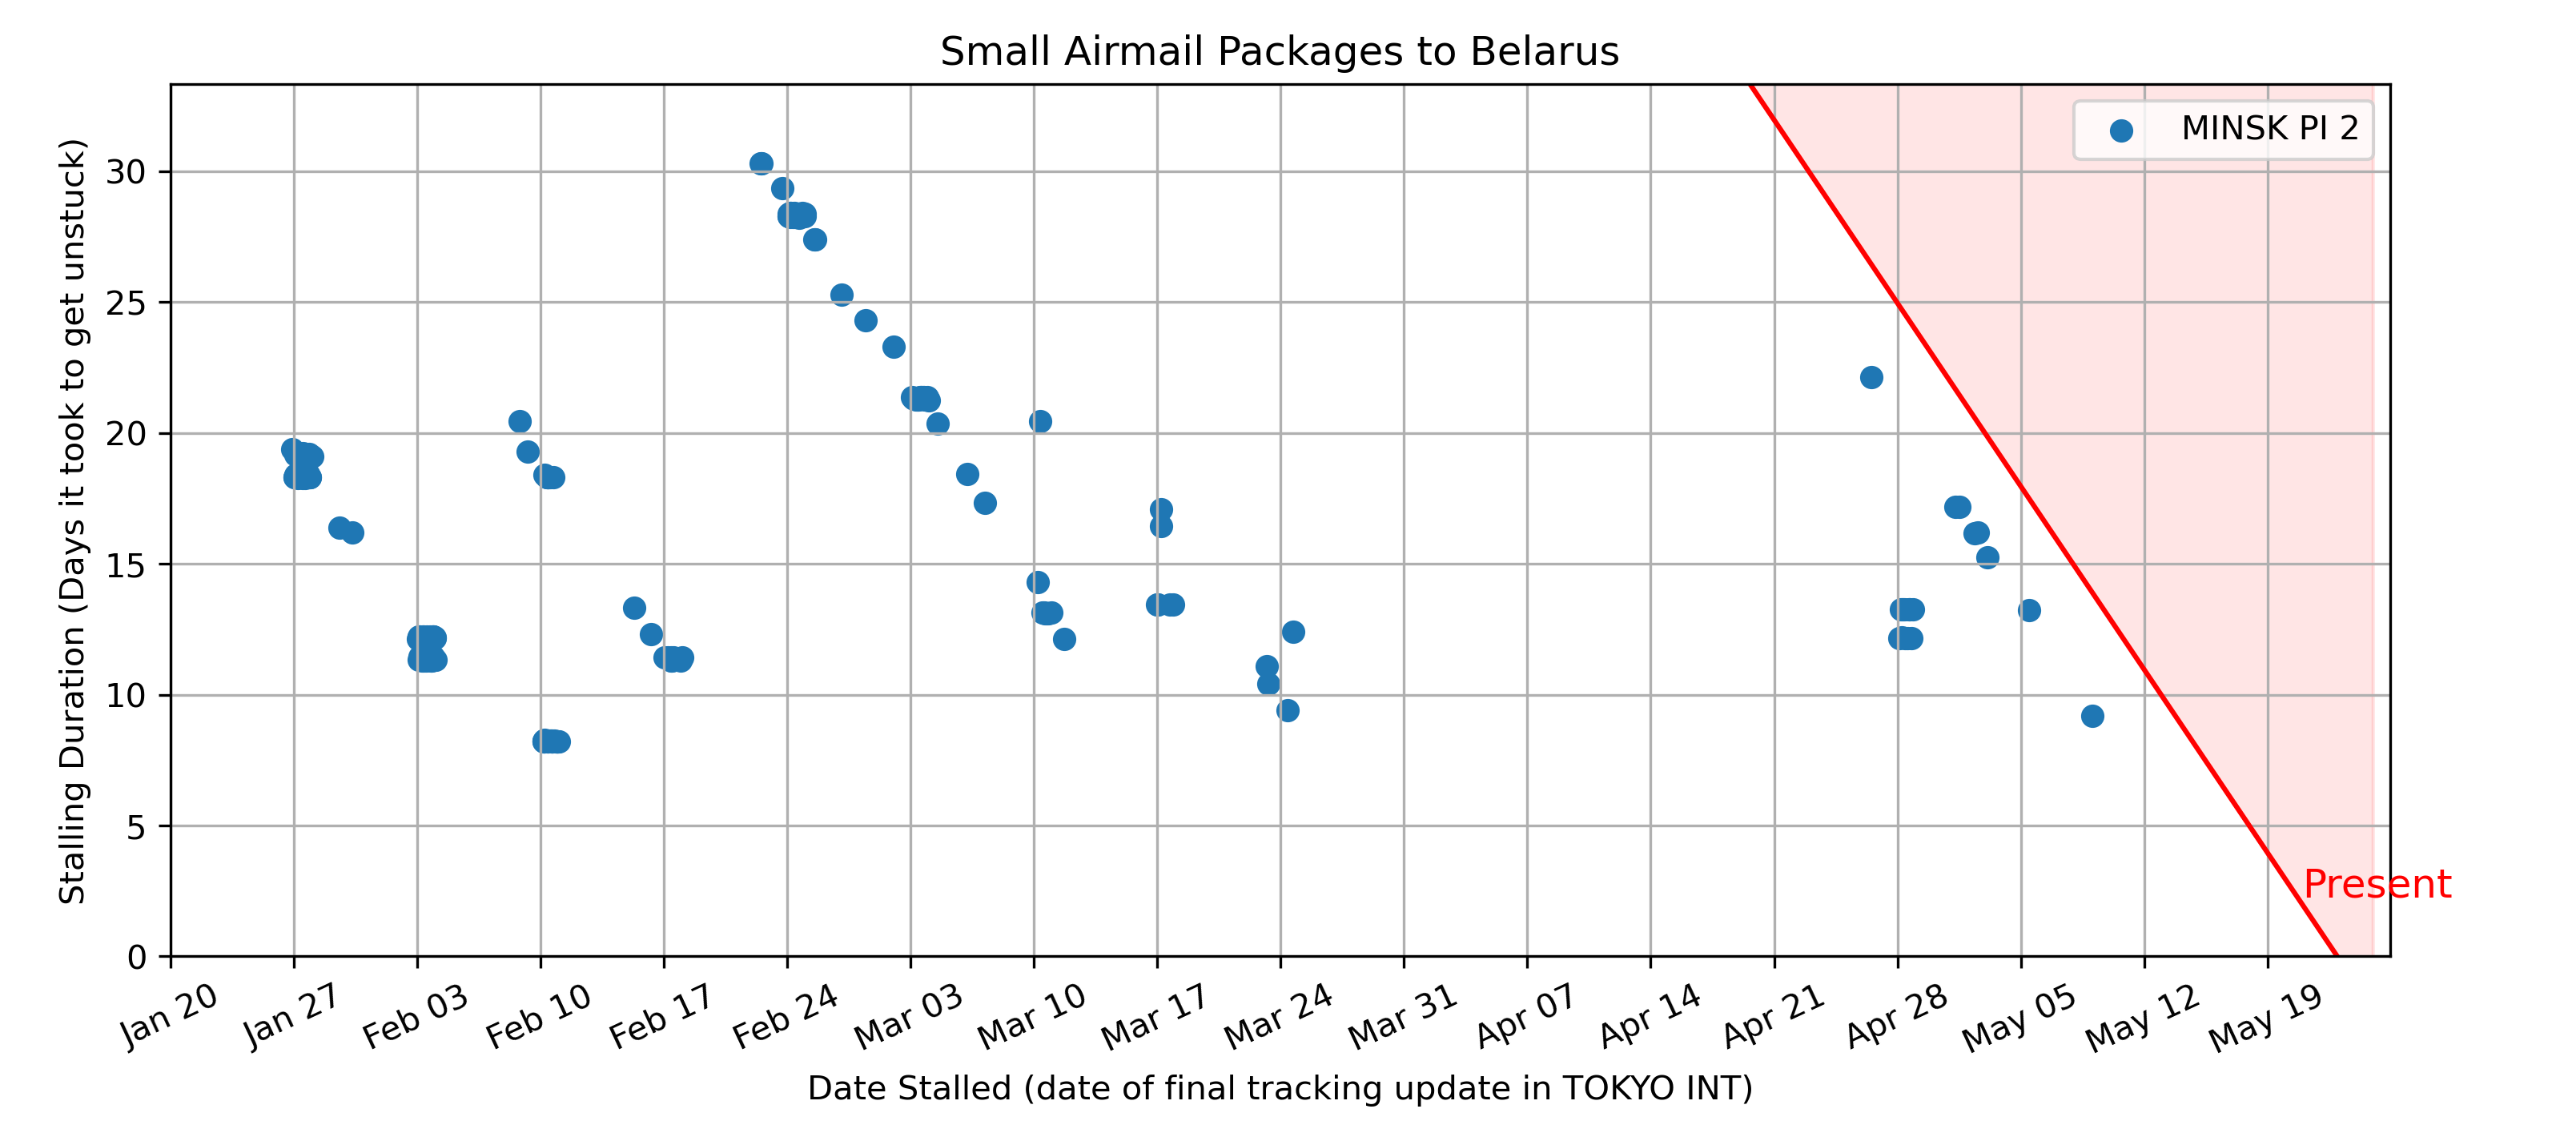 Small Airmail Packages to Belarus
MINSK PI 2
Stalling Duration (Days it took to get unstuck)
30
25
20
15
10
5
0
Present
Jan 20
Jan 27
Feb 03
Feb 10
Feb 17
Feb 24
Mar 03
Mar 10
Mar 17
Mar 24
Mar 31
Apr 07
Apr 14
Apr 21
Apr 28
May 05
May 12
May 19
Date Stalled (date of final tracking update in TOKYO INT)